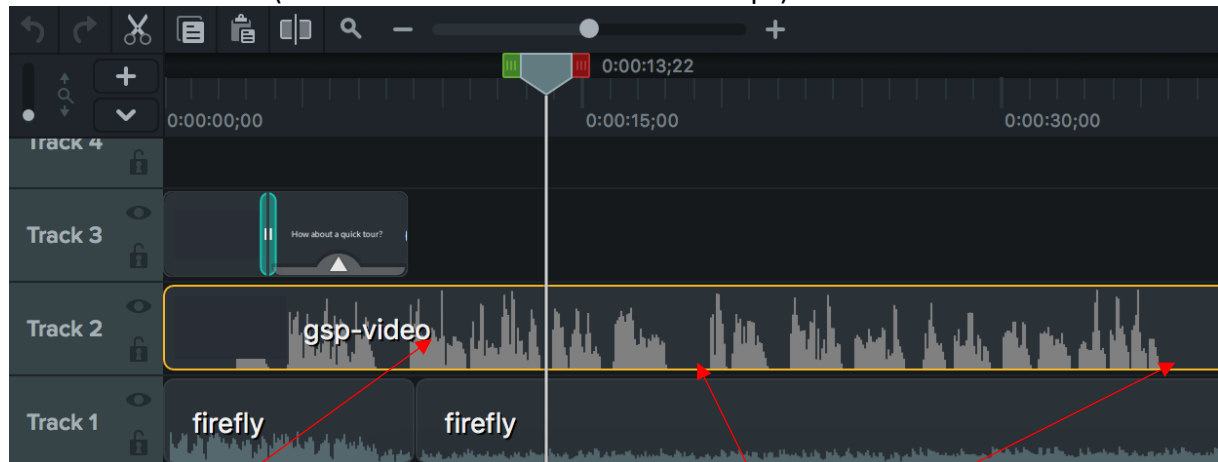 0:00:13;22
0:00:00;00 0:00:15;00 0:00:30;00
Track 4
Track 3 How about a quick tour?
Track 2 gsp-video
Track 1 firefly firefly